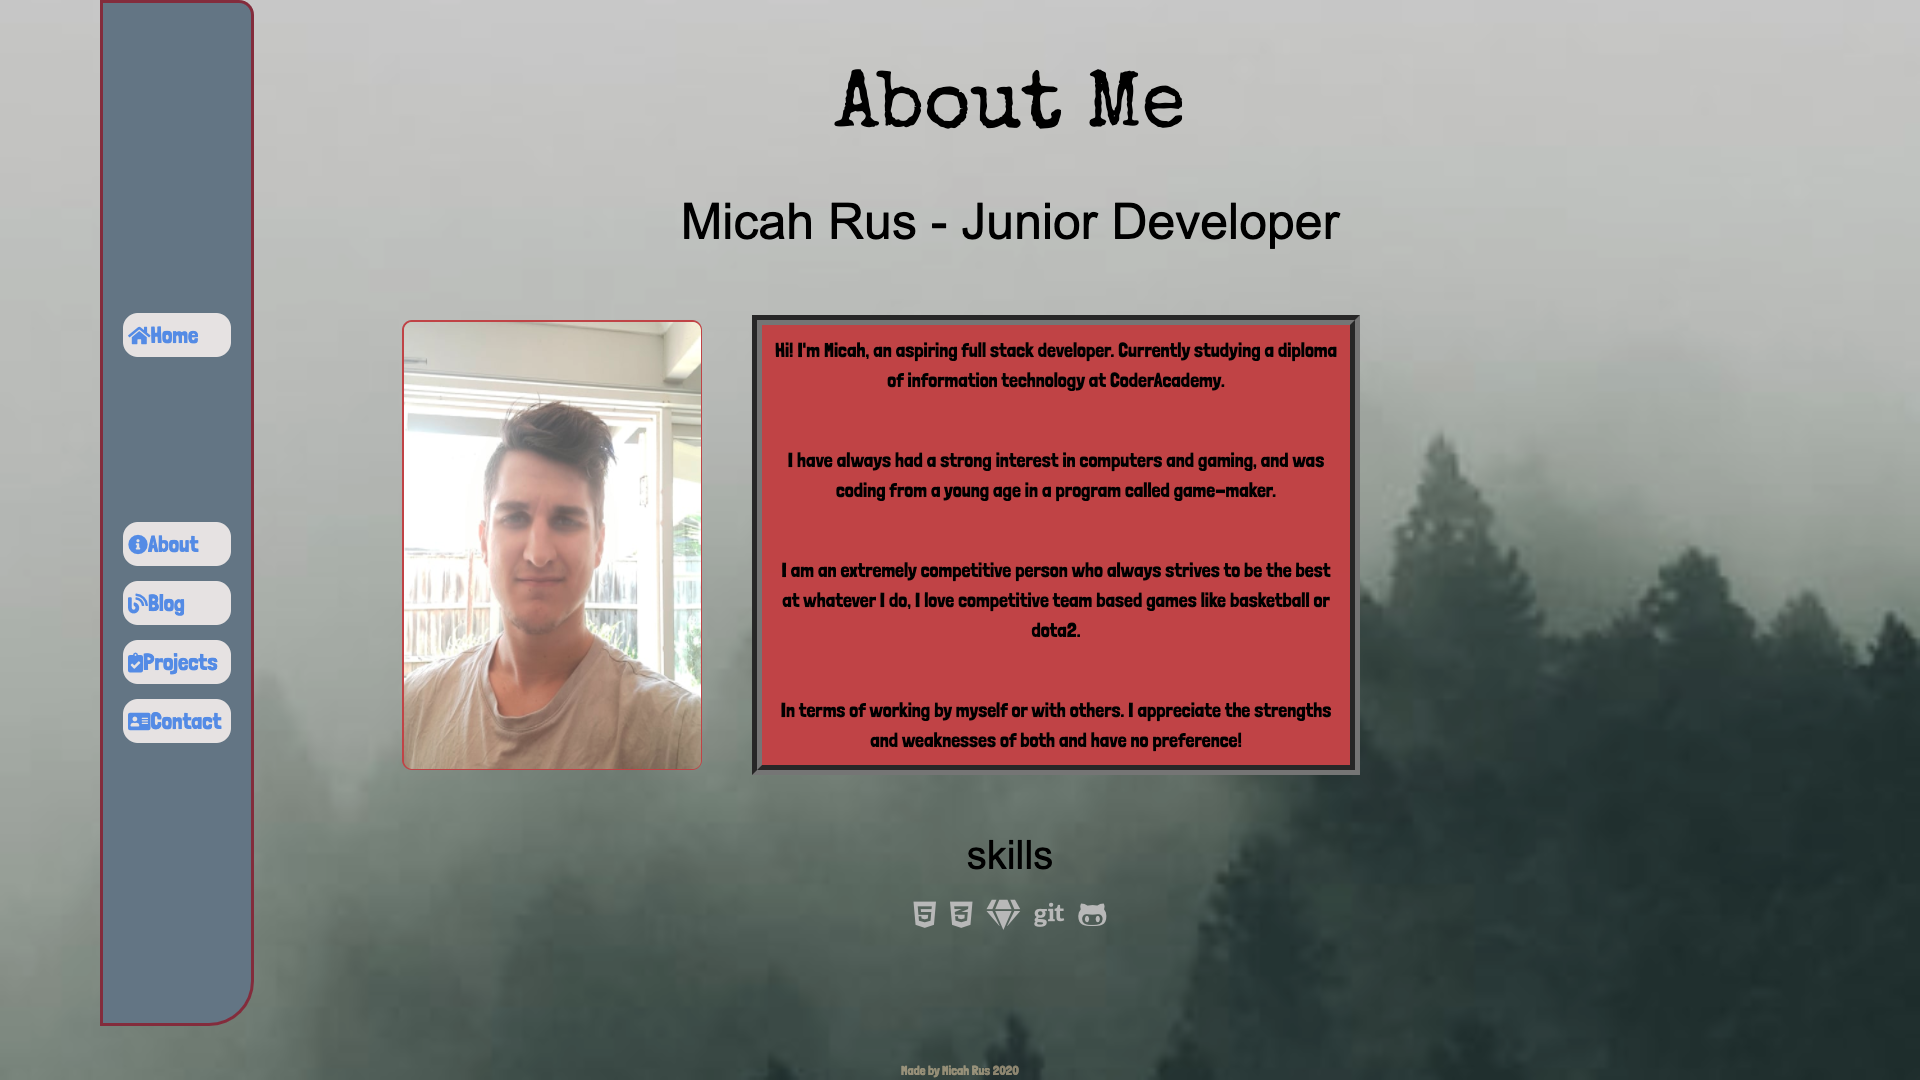 About Me
Micah Rus - Junior Developer
Home
About
Blog
Projects
Contact
Hi! I'm Micah, an aspiring full stack developer. Currently studying a diploma
of information technology at CoderAcademy.
I have always had a strong interest in computers and gaming, and was
coding from a young age in a program called game-maker.
I am an extremely competitive person who always strives to be the best
at whatever I do, I love competitive team based games like basketball or
dota2.
In terms of working by myself or with others. I appreciate the strengths
and weaknesses of both and have no preference!
skills
5 3 git
Made by Micah Rus 2020